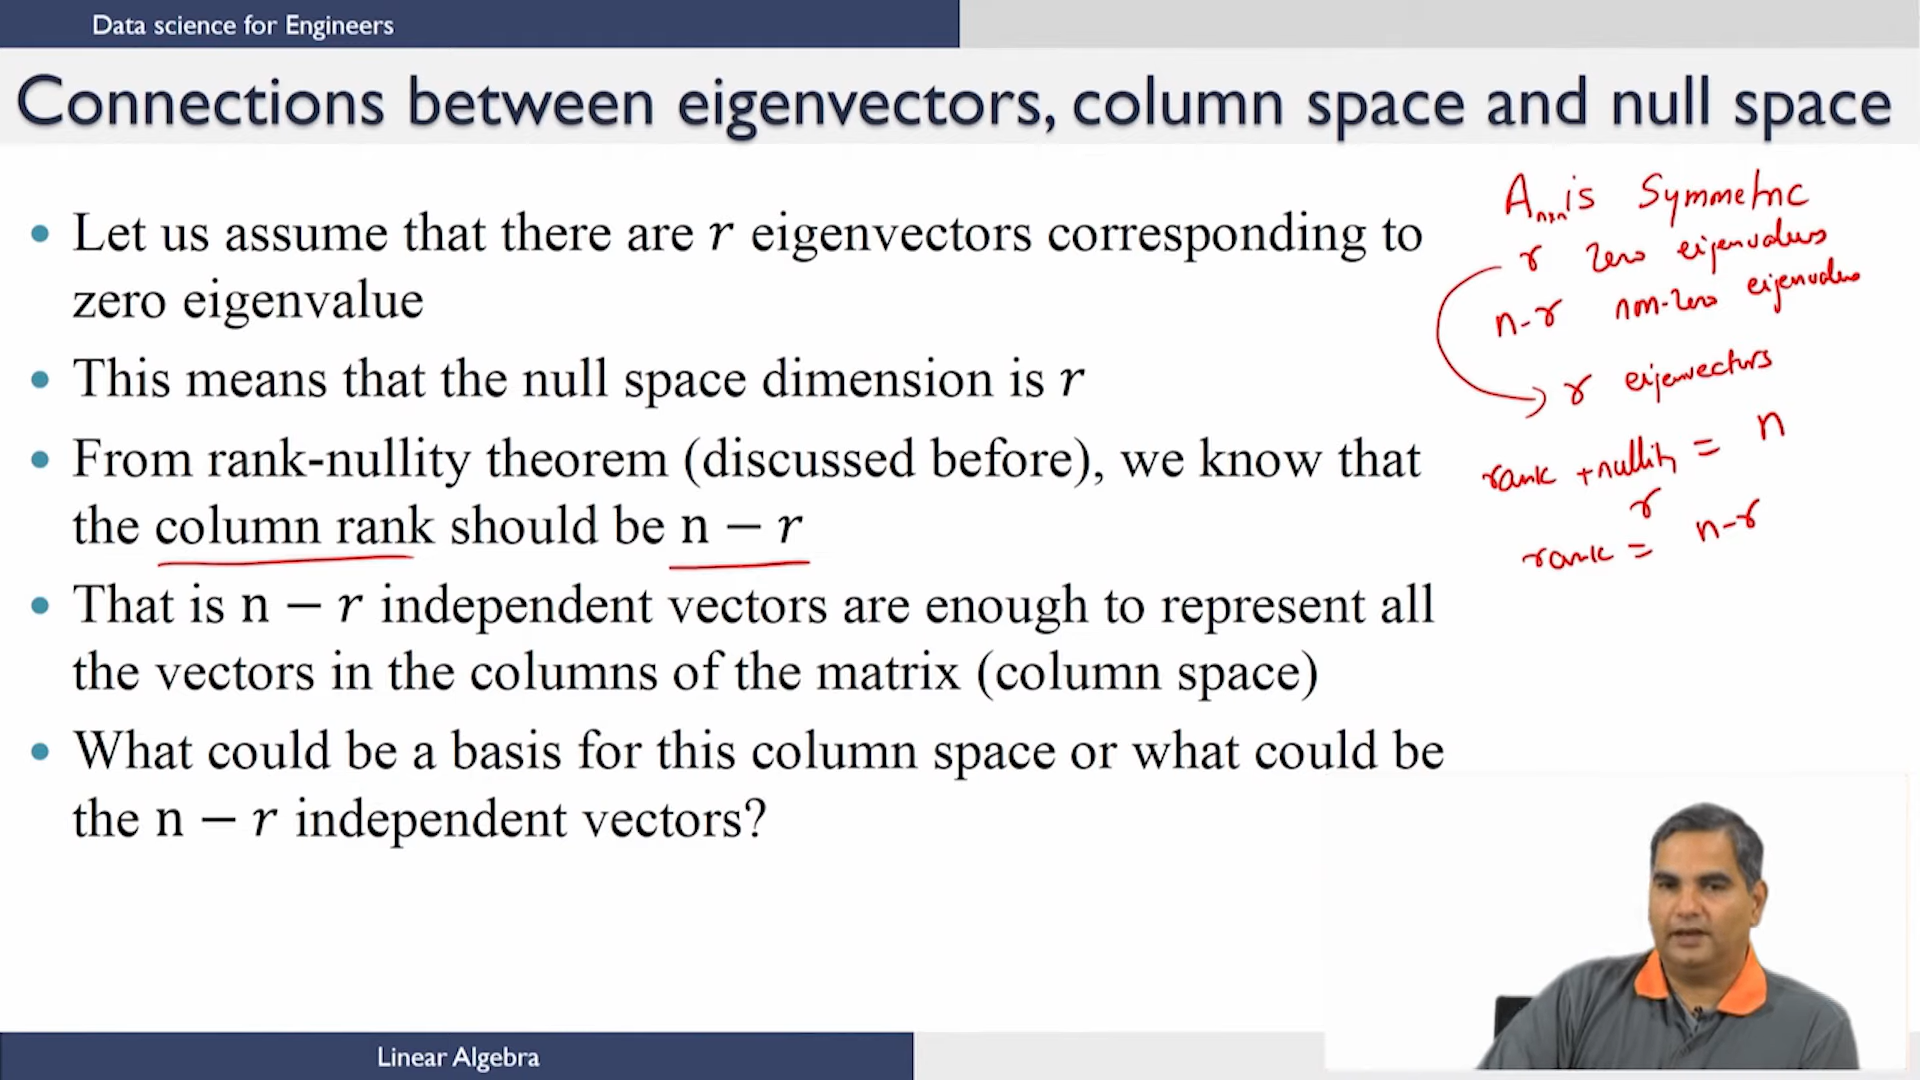 Data science for Engineers
Connections between eigenvectors, column space and null space
• Let us assume that there are r eigenvectors corresponding to
zero eigenvalue
• This means that the null space dimension is r
• From rank-nullity theorem (discussed before), we know that
the column rank should be n − r
• That is n − r independent vectors are enough to represent all
the vectors in the columns of the matrix (column space)
• What could be a basis for this column space or what could be
the n − r independent vectors?
A n×n is Symmetric
r zero eigenvalues
n-r non-zero eigenvalues
r eigenvectors
rank + nullity = n
r
rank = n-r
Linear Algebra